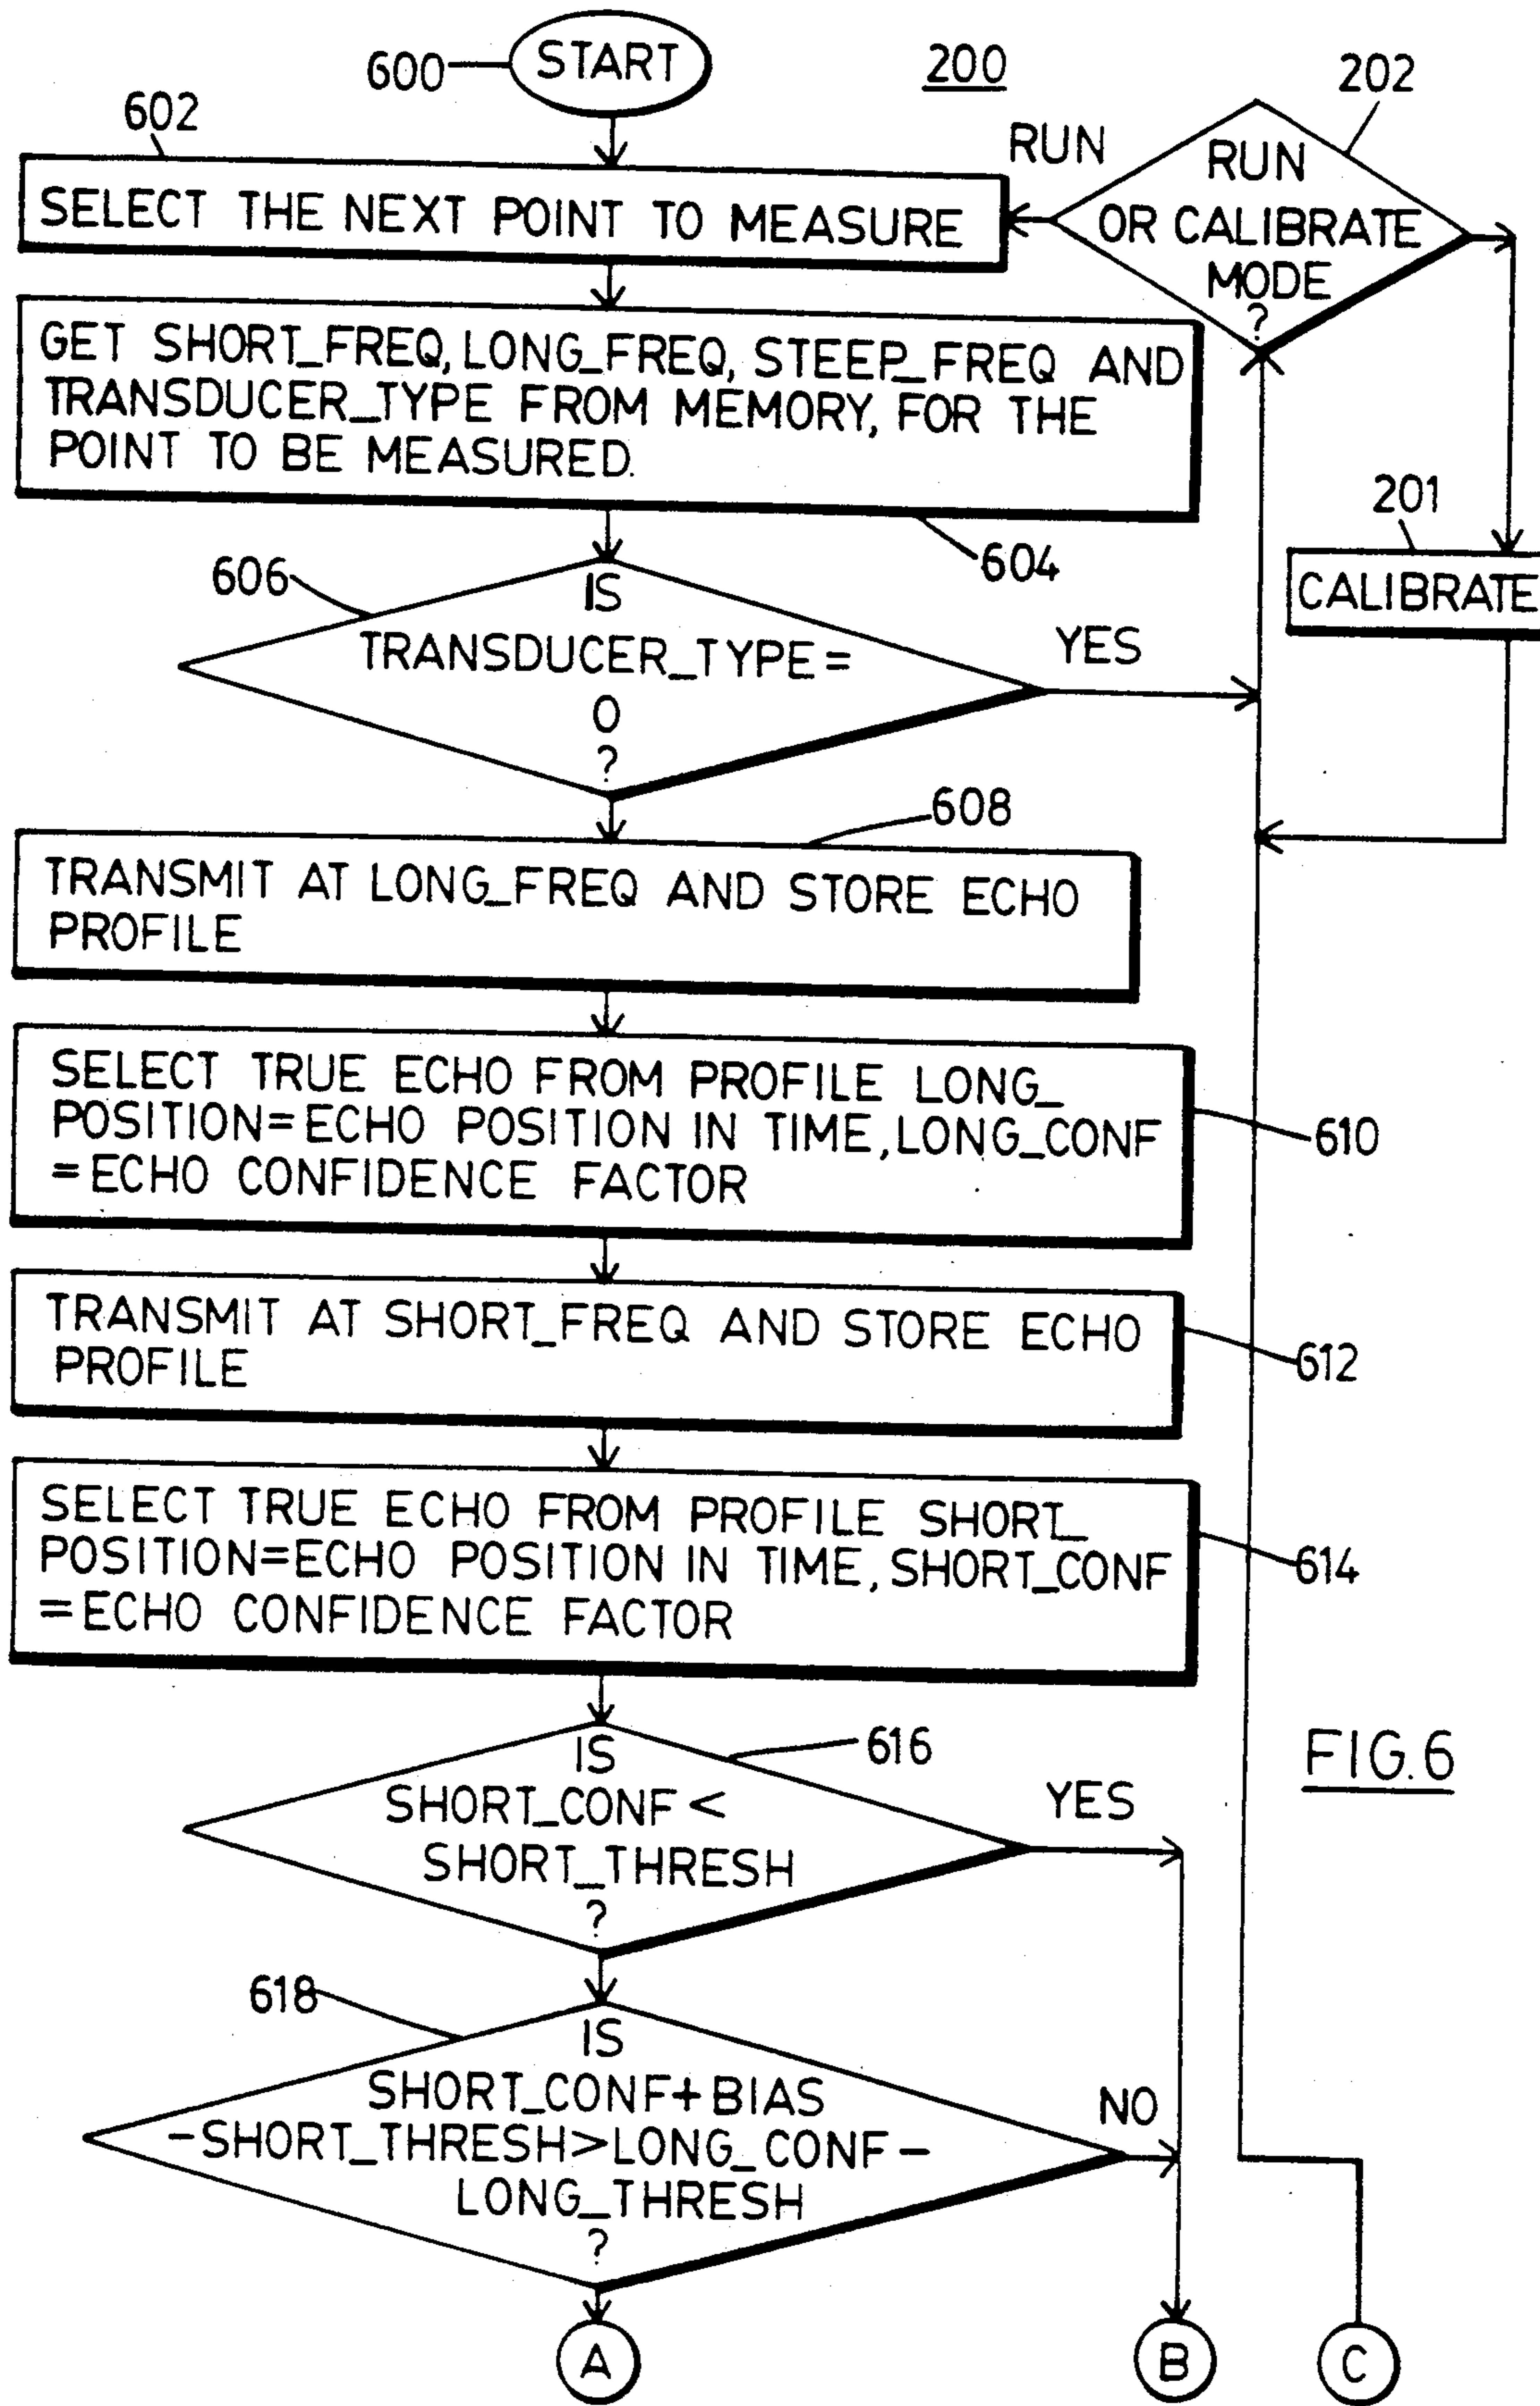 600
START
200
202
602
RUN
RUN
OR CALIBRATE
MODE
?
SELECT THE NEXT POINT TO MEASURE
GET SHORT_FREQ, LONG_FREQ, STEEP_FREQ AND
TRANSDUCER_TYPE FROM MEMORY, FOR THE
POINT TO BE MEASURED.
604
201
CALIBRATE
606
IS
TRANSDUCER_TYPE=
0
?
YES
608
TRANSMIT AT LONG_FREQ AND STORE ECHO
PROFILE
SELECT TRUE ECHO FROM PROFILE LONG_
POSITION=ECHO POSITION IN TIME, LONG_CONF
=ECHO CONFIDENCE FACTOR
610
TRANSMIT AT SHORT_FREQ AND STORE ECHO
PROFILE
612
SELECT TRUE ECHO FROM PROFILE SHORT_
POSITION=ECHO POSITION IN TIME, SHORT_CONF
=ECHO CONFIDENCE FACTOR
614
616
IS
SHORT_CONF <
SHORT_THRESH
?
YES
FIG.6
618
IS
SHORT_CONF+BIAS
-SHORT_THRESH>LONG_CONF-
LONG_THRESH
?
NO
A
B
C